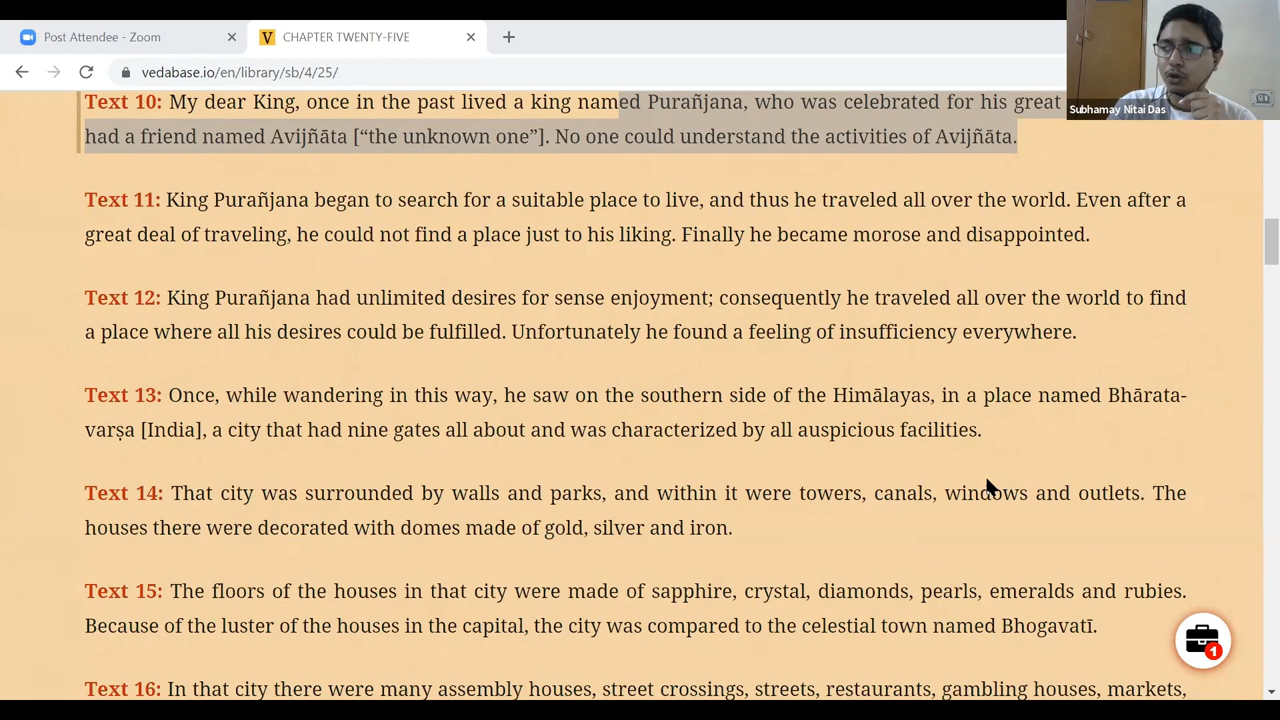 Post Attendee - Zoom
CHAPTER TWENTY-FIVE
vedabase.io/en/library/sb/4/25/
Subhamay Nitai Das
Text 10: My dear King, once in the past lived a king named Purañjana, who was celebrated for his great
had a friend named Avijñāta [“the unknown one”]. No one could understand the activities of Avijñāta.
Text 11: King Purañjana began to search for a suitable place to live, and thus he traveled all over the world. Even after a
great deal of traveling, he could not find a place just to his liking. Finally he became morose and disappointed.
Text 12: King Purañjana had unlimited desires for sense enjoyment; consequently he traveled all over the world to find
a place where all his desires could be fulfilled. Unfortunately he found a feeling of insufficiency everywhere.
Text 13: Once, while wandering in this way, he saw on the southern side of the Himālayas, in a place named Bhārata-
varṣa [India], a city that had nine gates all about and was characterized by all auspicious facilities.
Text 14: That city was surrounded by walls and parks, and within it were towers, canals, windows and outlets. The
houses there were decorated with domes made of gold, silver and iron.
Text 15: The floors of the houses in that city were made of sapphire, crystal, diamonds, pearls, emeralds and rubies.
Because of the luster of the houses in the capital, the city was compared to the celestial town named Bhogavatī.
1
Text 16: In that city there were many assembly houses, street crossings, streets, restaurants, gambling houses, markets,